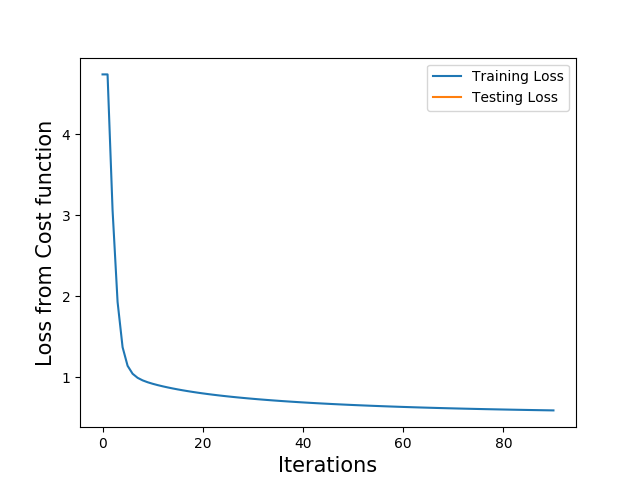 Training Loss
Testing Loss
Loss from Cost function
4
3
2
1
0 20 40 60 80
Iterations